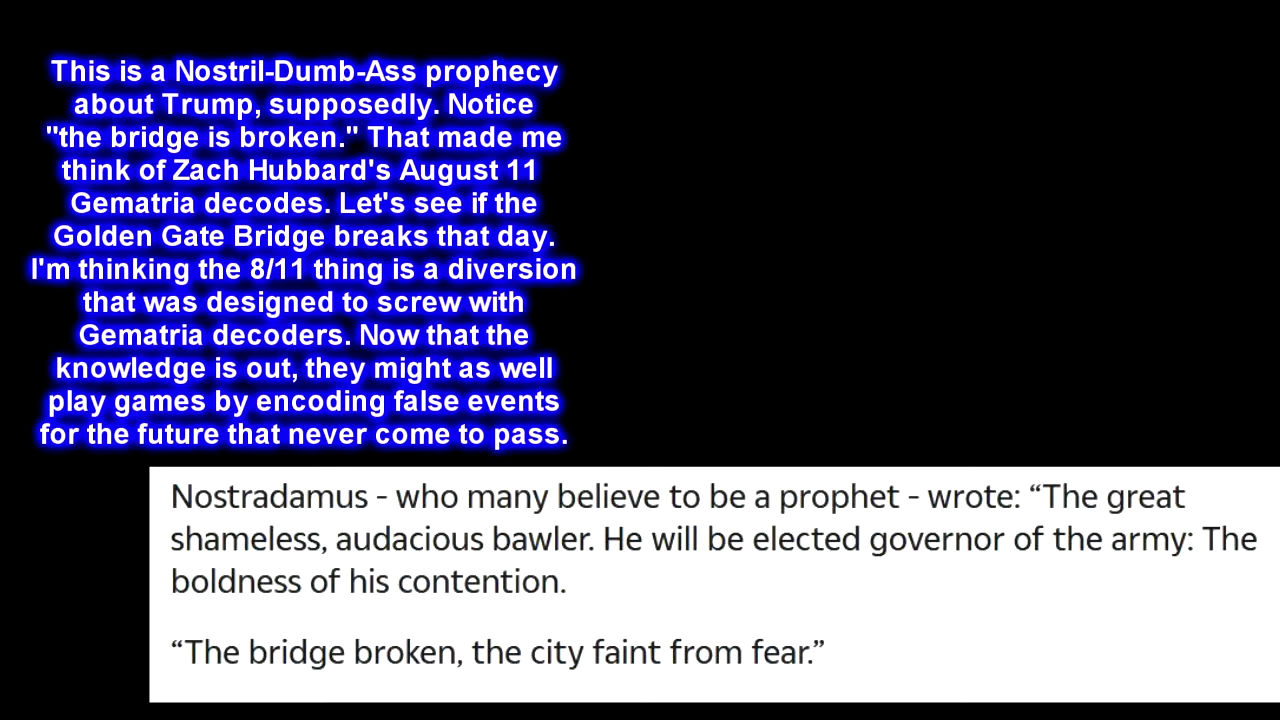 This is a Nostril-Dumb-Ass prophecy
about Trump, supposedly. Notice
"the bridge is broken." That made me
think of Zach Hubbard's August 11
Gematria decodes. Let's see if the
Golden Gate Bridge breaks that day.
I'm thinking the 8/11 thing is a diversion
that was designed to screw with
Gematria decoders. Now that the
knowledge is out, they might as well
play games by encoding false events
for the future that never come to pass.
Nostradamus - who many believe to be a prophet - wrote: “The great
shameless, audacious bawler. He will be elected governor of the army: The
boldness of his contention.
“The bridge broken, the city faint from fear.”